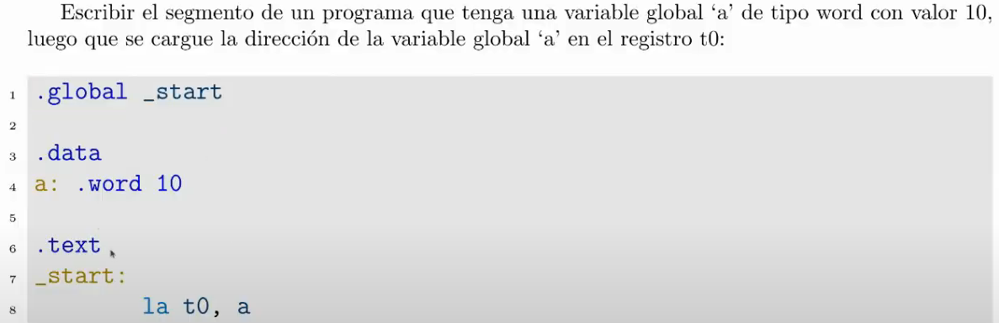 Escribir el segmento de un programa que tenga una variable global ‘a’ de tipo word con valor 10,
luego que se cargue la dirección de la variable global ‘a’ en el registro t0:
1 .global _start
2
3 .data
4 a: .word 10
5
6 .text
7 _start:
8 la t0, a